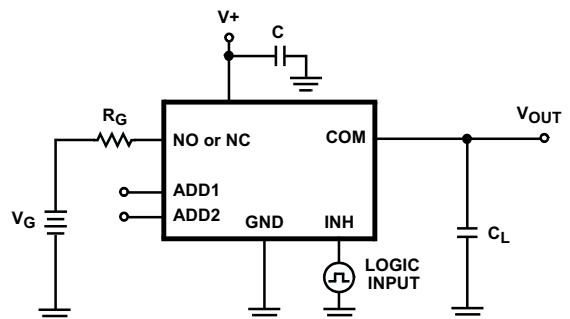 V+
C
RG
NO or NC
COM
VOUT
ADD1
ADD2
VG
GND
INH
CL
LOGIC
INPUT